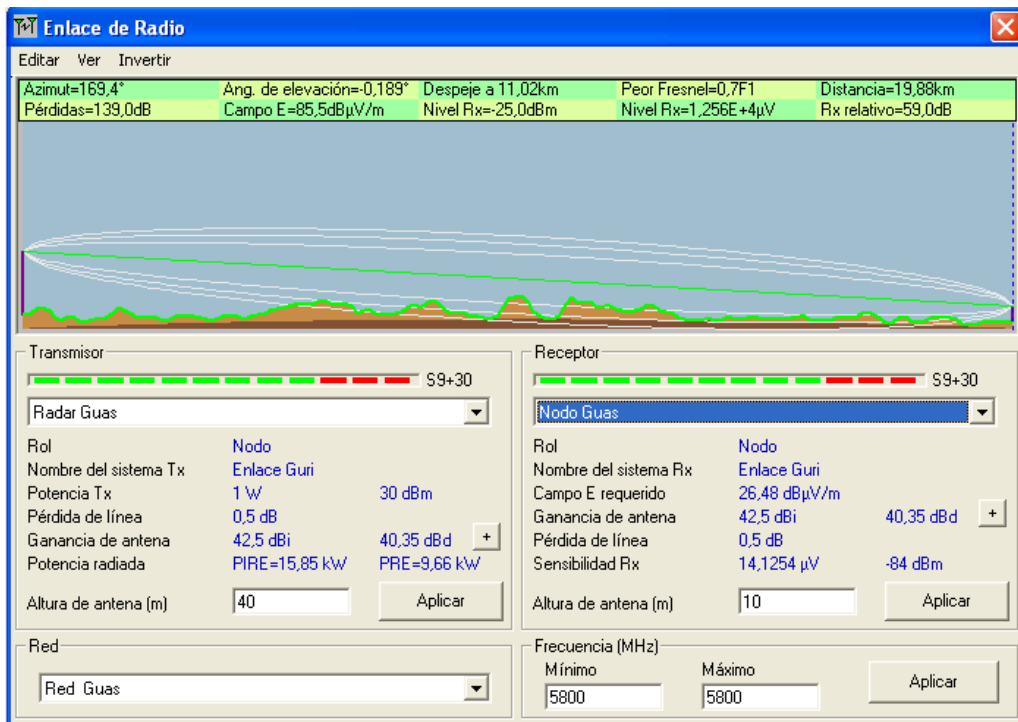 Enlace de Radio
Editar Ver Invertir
Azimut=169,4° Ang. de elevación=-0,189° Despeje a 11,02km Peor Fresnel=0,7F1 Distancia=19,88km
Pérdidas=139,0dB Campo E=85,5dBµV/m Nivel Rx=-25,0dBm Nivel Rx=1,256E+4µV Rx relativo=59,0dB
Transmisor
S9+30
Radar Guas
Rol Nodo
Nombre del sistema Tx Enlace Guri
Potencia Tx 1 W 30 dBm
Pérdida de línea 0,5 dB
Ganancia de antena 42,5 dBi 40,35 dBd +
Potencia radiada PIRE=15,85 kW PRE=9,66 kW
Altura de antena (m) 40 Aplicar
Receptor
S9+30
Nodo Guas
Rol Nodo
Nombre del sistema Rx Enlace Guri
Campo E requerido 26,48 dBµV/m
Ganancia de antena 42,5 dBi 40,35 dBd +
Pérdida de línea 0,5 dB
Sensibilidad Rx 14,1254 µV -84 dBm
Altura de antena (m) 10 Aplicar
Red
Red Guas
Frecuencia (MHz)
Mínimo Máximo
5800 5800 Aplicar